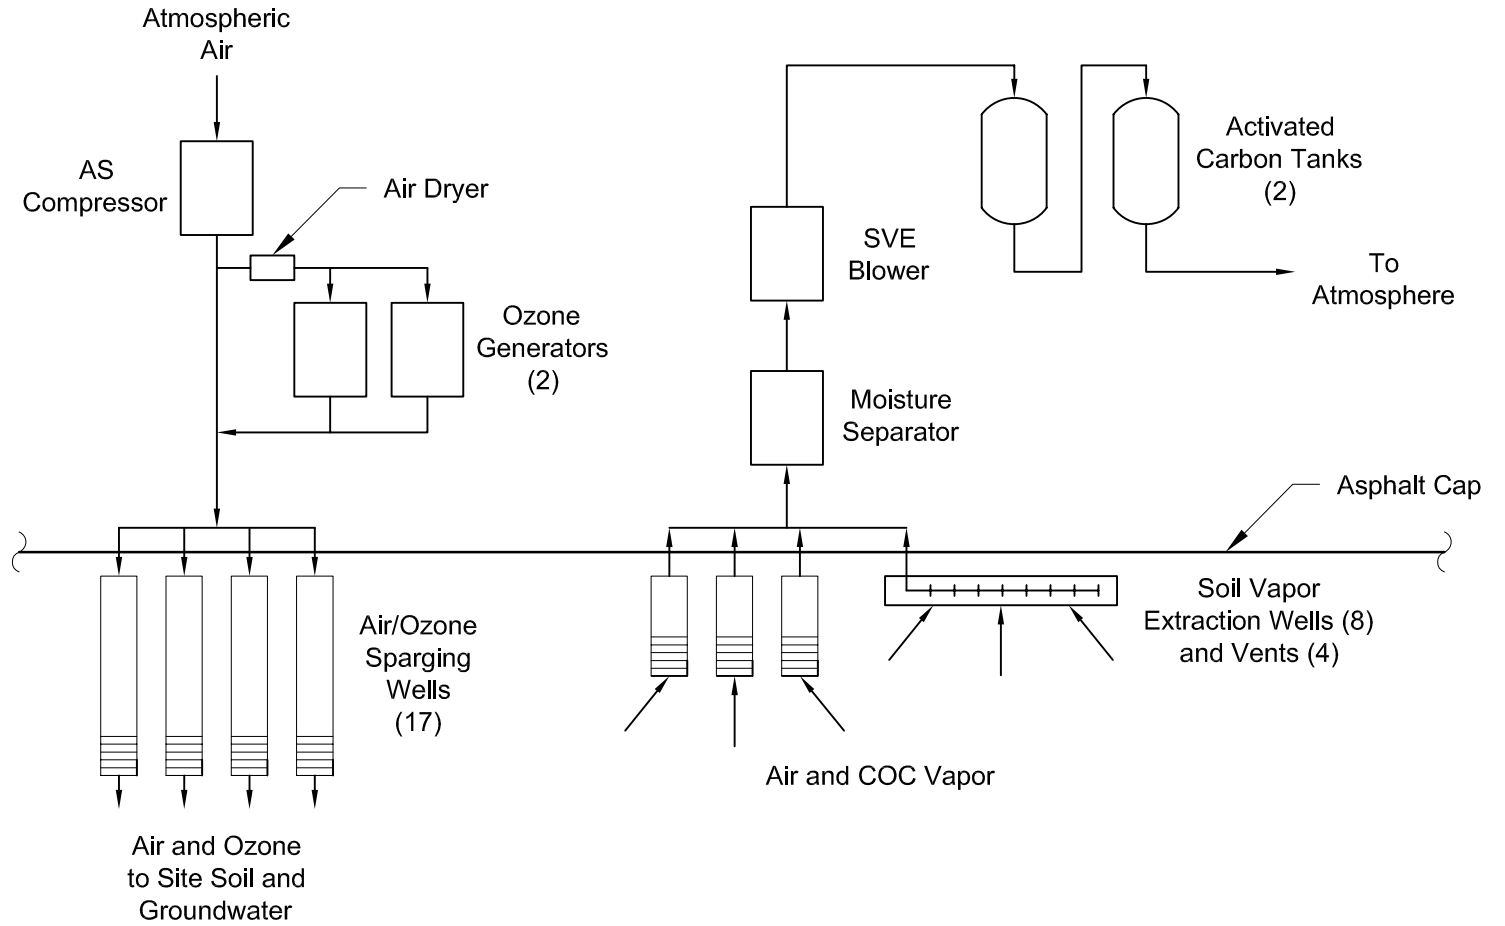 Atmospheric
Air
AS
Compressor
Air Dryer
Ozone
Generators
(2)
Air/Ozone
Sparging
Wells
(17)
Air and Ozone
to Site Soil and
Groundwater
Activated
Carbon Tanks
(2)
SVE
Blower
To
Atmosphere
Moisture
Separator
Asphalt Cap
Soil Vapor
Extraction Wells (8)
and Vents (4)
Air and COC Vapor